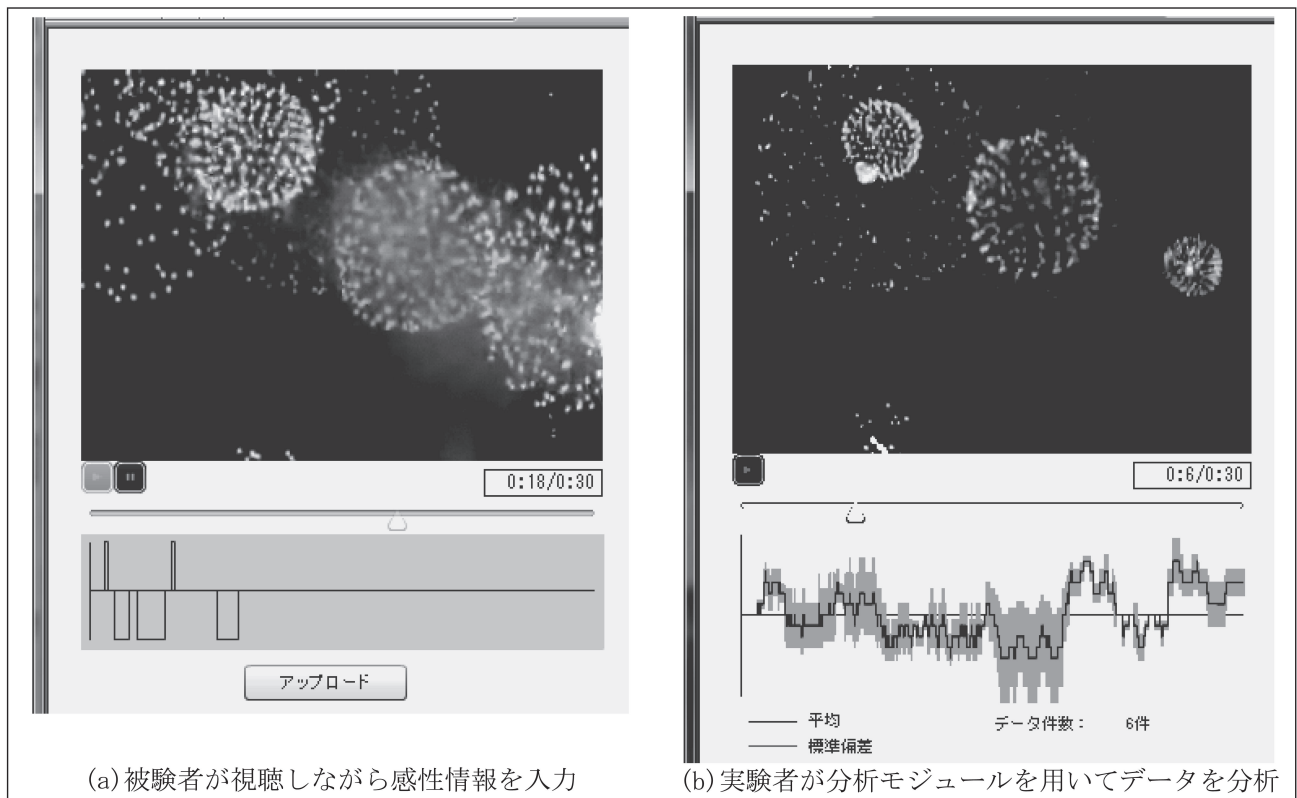 0:18/0:30
アップロード
(a)被験者が視聴しながら感性情報を入力
0:6/0:30
平均
標準偏差
データ件数： 6件
(b)実験者が分析モジュールを用いてデータを分析